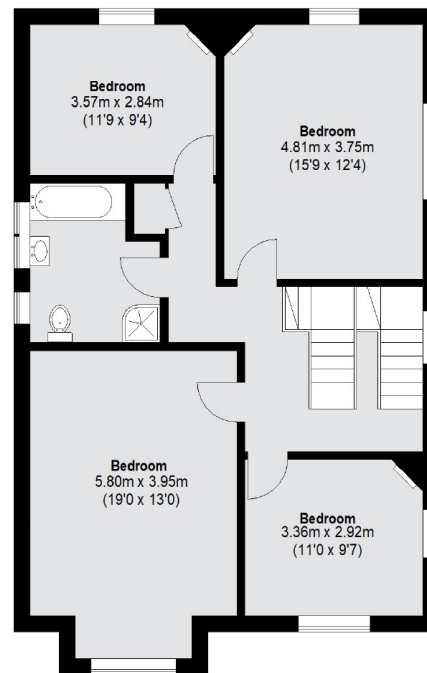 Bedroom
3.57m x 2.84m
(11'9 x 9'4)
Bedroom
4.81m x 3.75m
(15'9 x 12'4)
Bedroom
5.80m x 3.95m
(19'0 x 13'0)
Bedroom
3.36m x 2.92m
(11'0 x 9'7)